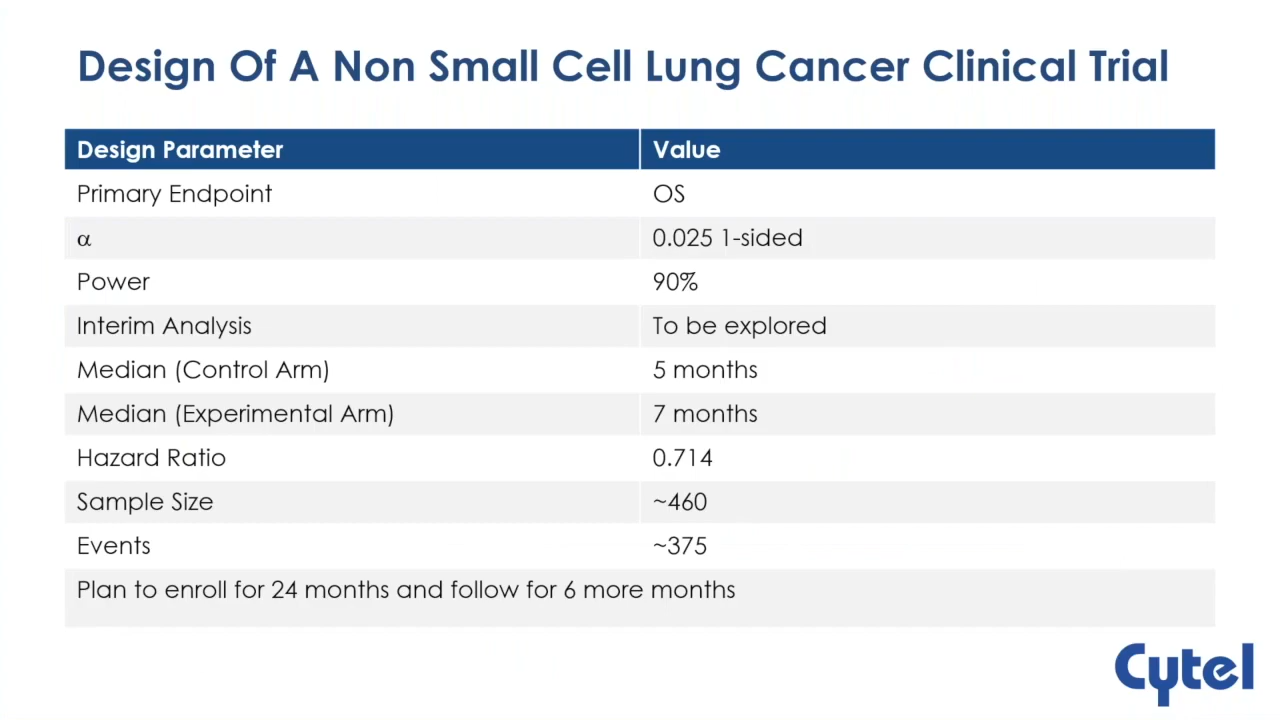 Design Of A Non Small Cell Lung Cancer Clinical Trial
Design Parameter Value
Primary Endpoint OS
α 0.025 1-sided
Power 90%
Interim Analysis To be explored
Median (Control Arm) 5 months
Median (Experimental Arm) 7 months
Hazard Ratio 0.714
Sample Size ~460
Events ~375
Plan to enroll for 24 months and follow for 6 more months
Cytel